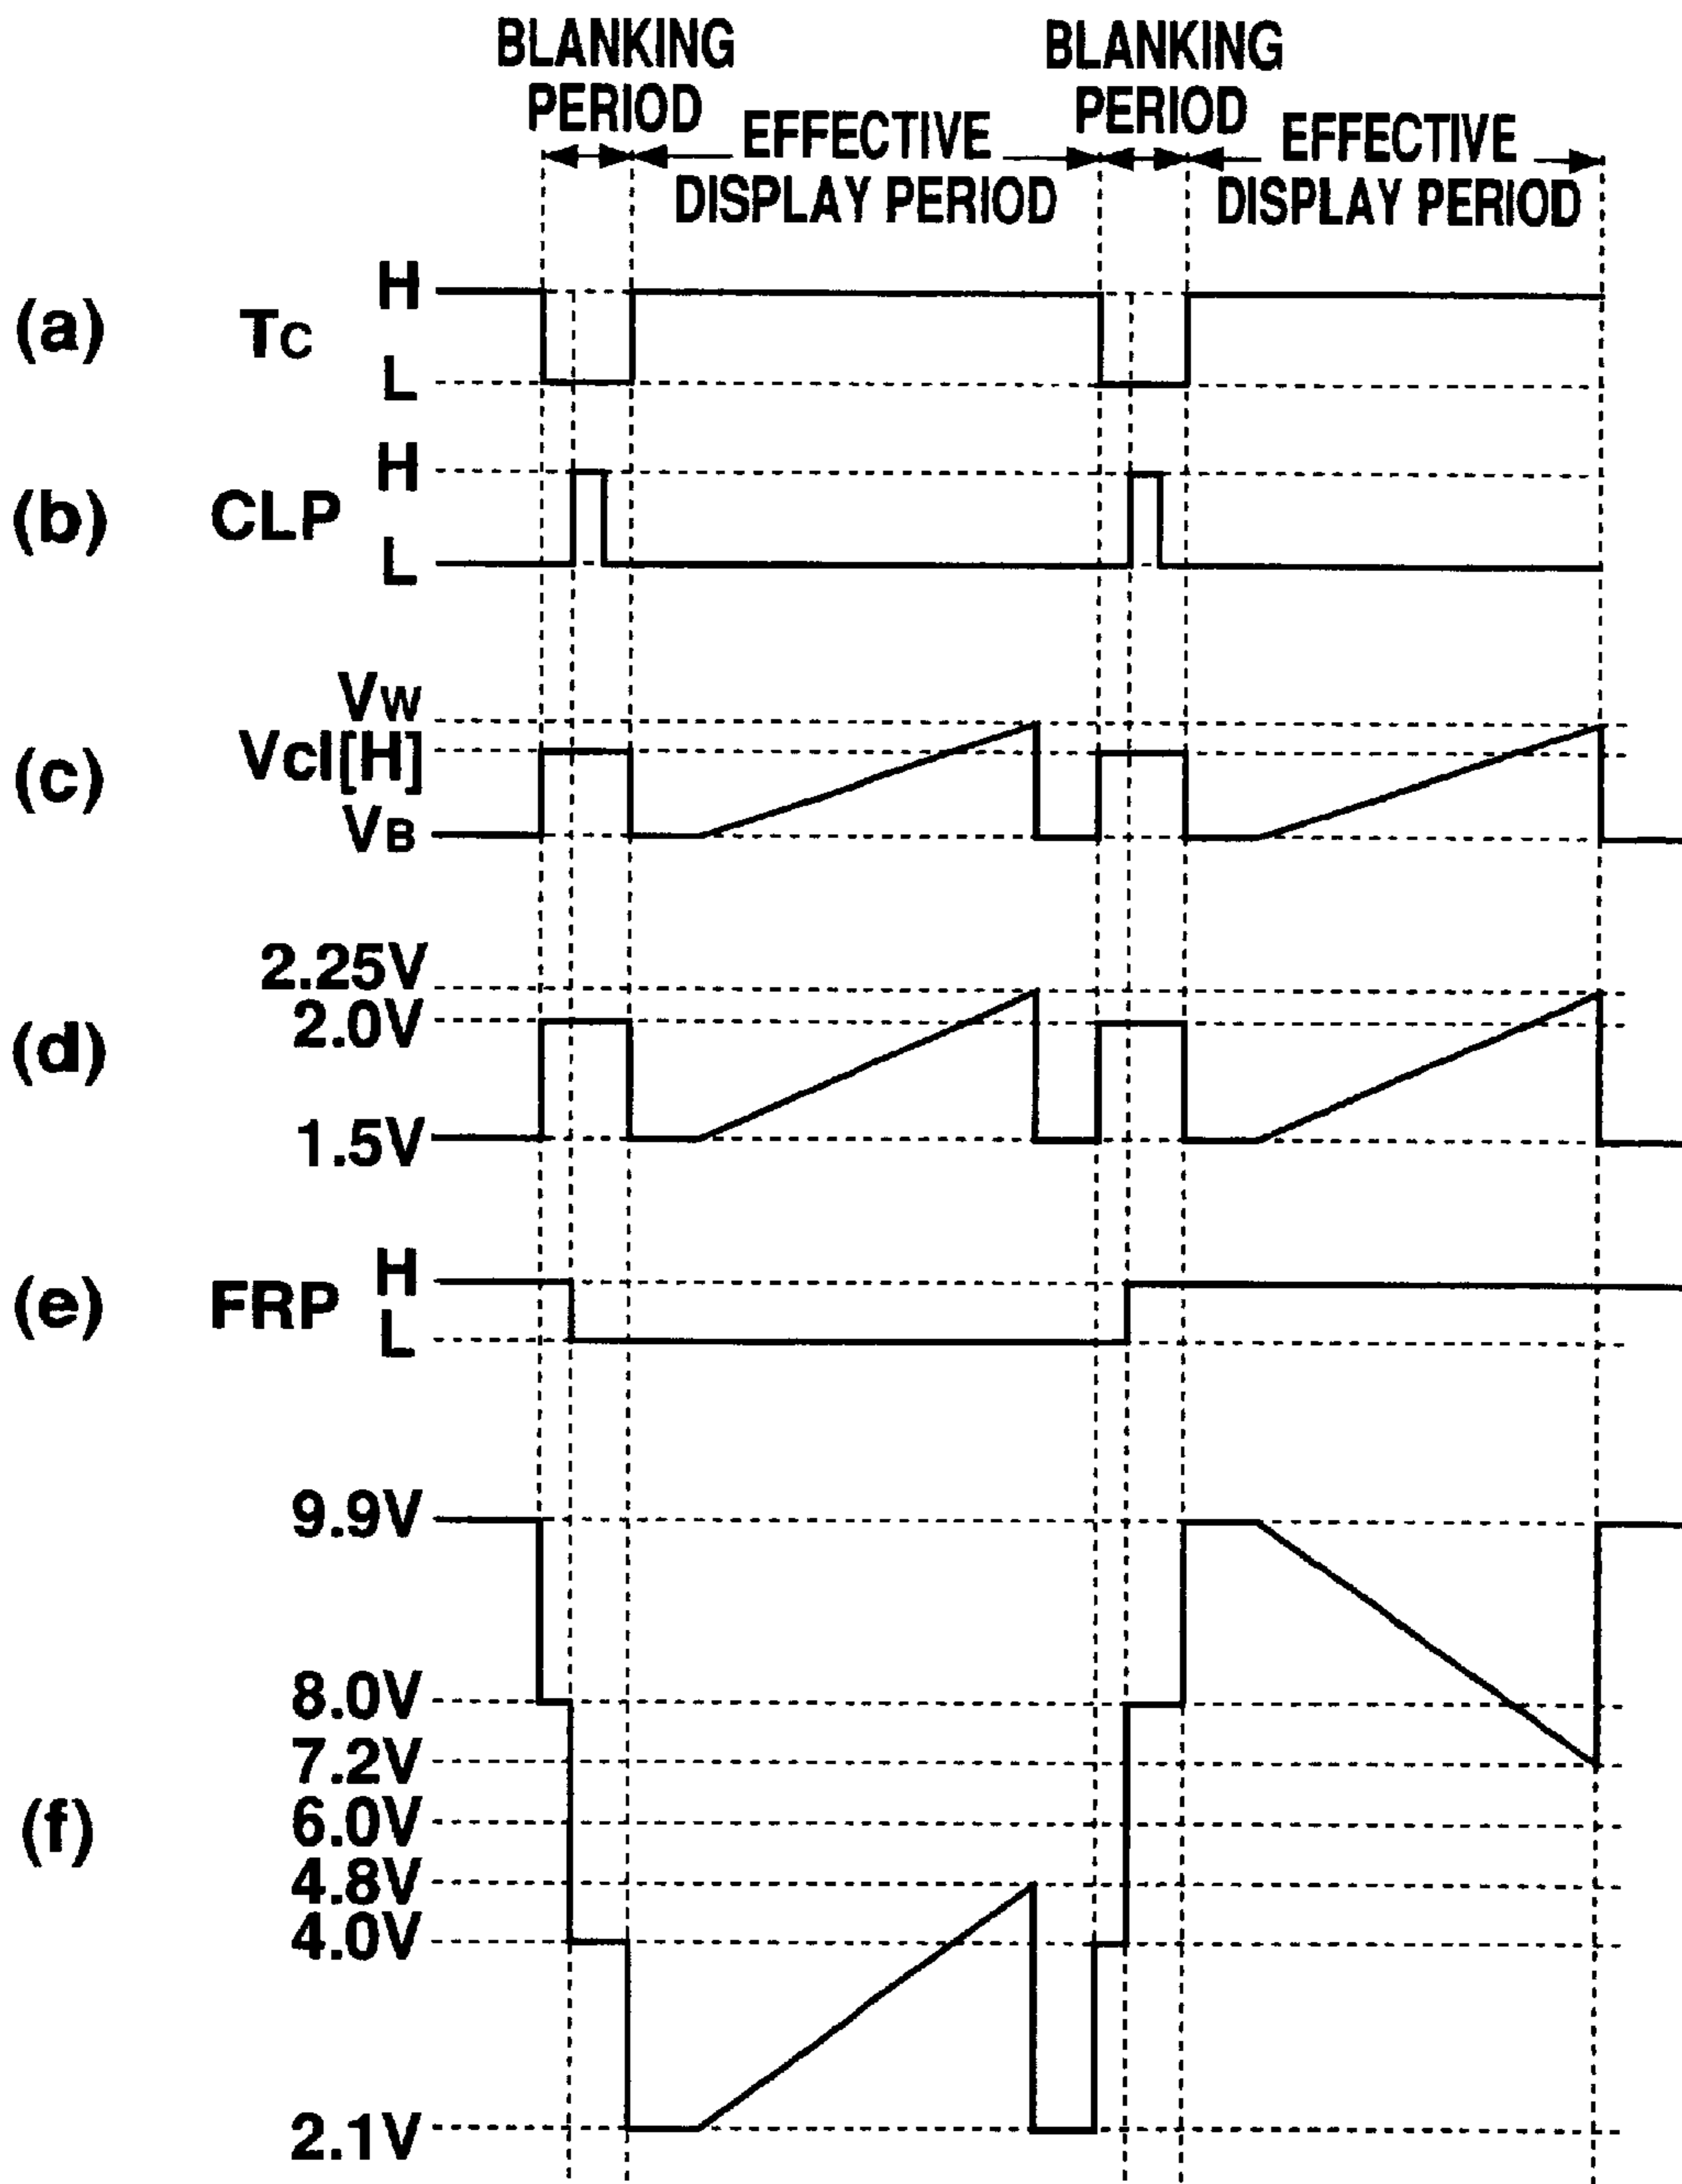 BLANKING PERIOD
BLANKING PERIOD
EFFECTIVE DISPLAY PERIOD
EFFECTIVE DISPLAY PERIOD
(a) TC H
L
(b) CLP H
L
(c) VW
Vcl[H]
VB
(d) 2.25V
2.0V
1.5V
(e) FRP H
L
(f) 9.9V
8.0V
7.2V
6.0V
4.8V
4.0V
2.1V